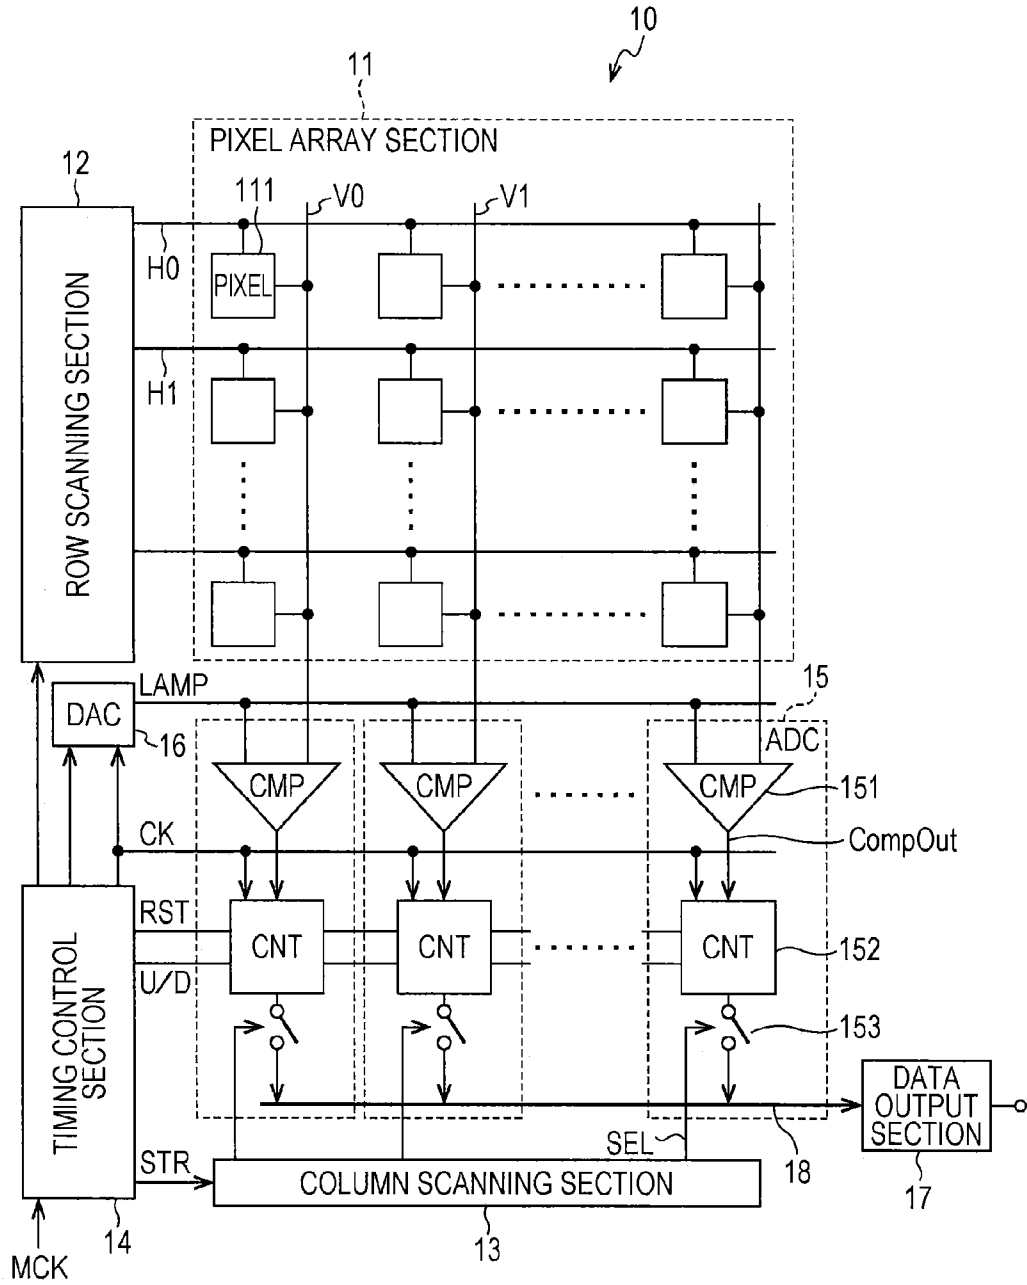 10
11
PIXEL ARRAY SECTION
12
111
V0
V1
H0
PIXEL
H1
ROW SCANNING SECTION
LAMP
15
DAC
16
ADC
CMP
CMP
CMP
151
CK
CompOut
RST
CNT
CNT
CNT
152
U/D
153
TIMING CONTROL
SECTION
DATA
OUTPUT
SECTION
SEL
18
STR
COLUMN SCANNING SECTION
17
14
13
MCK